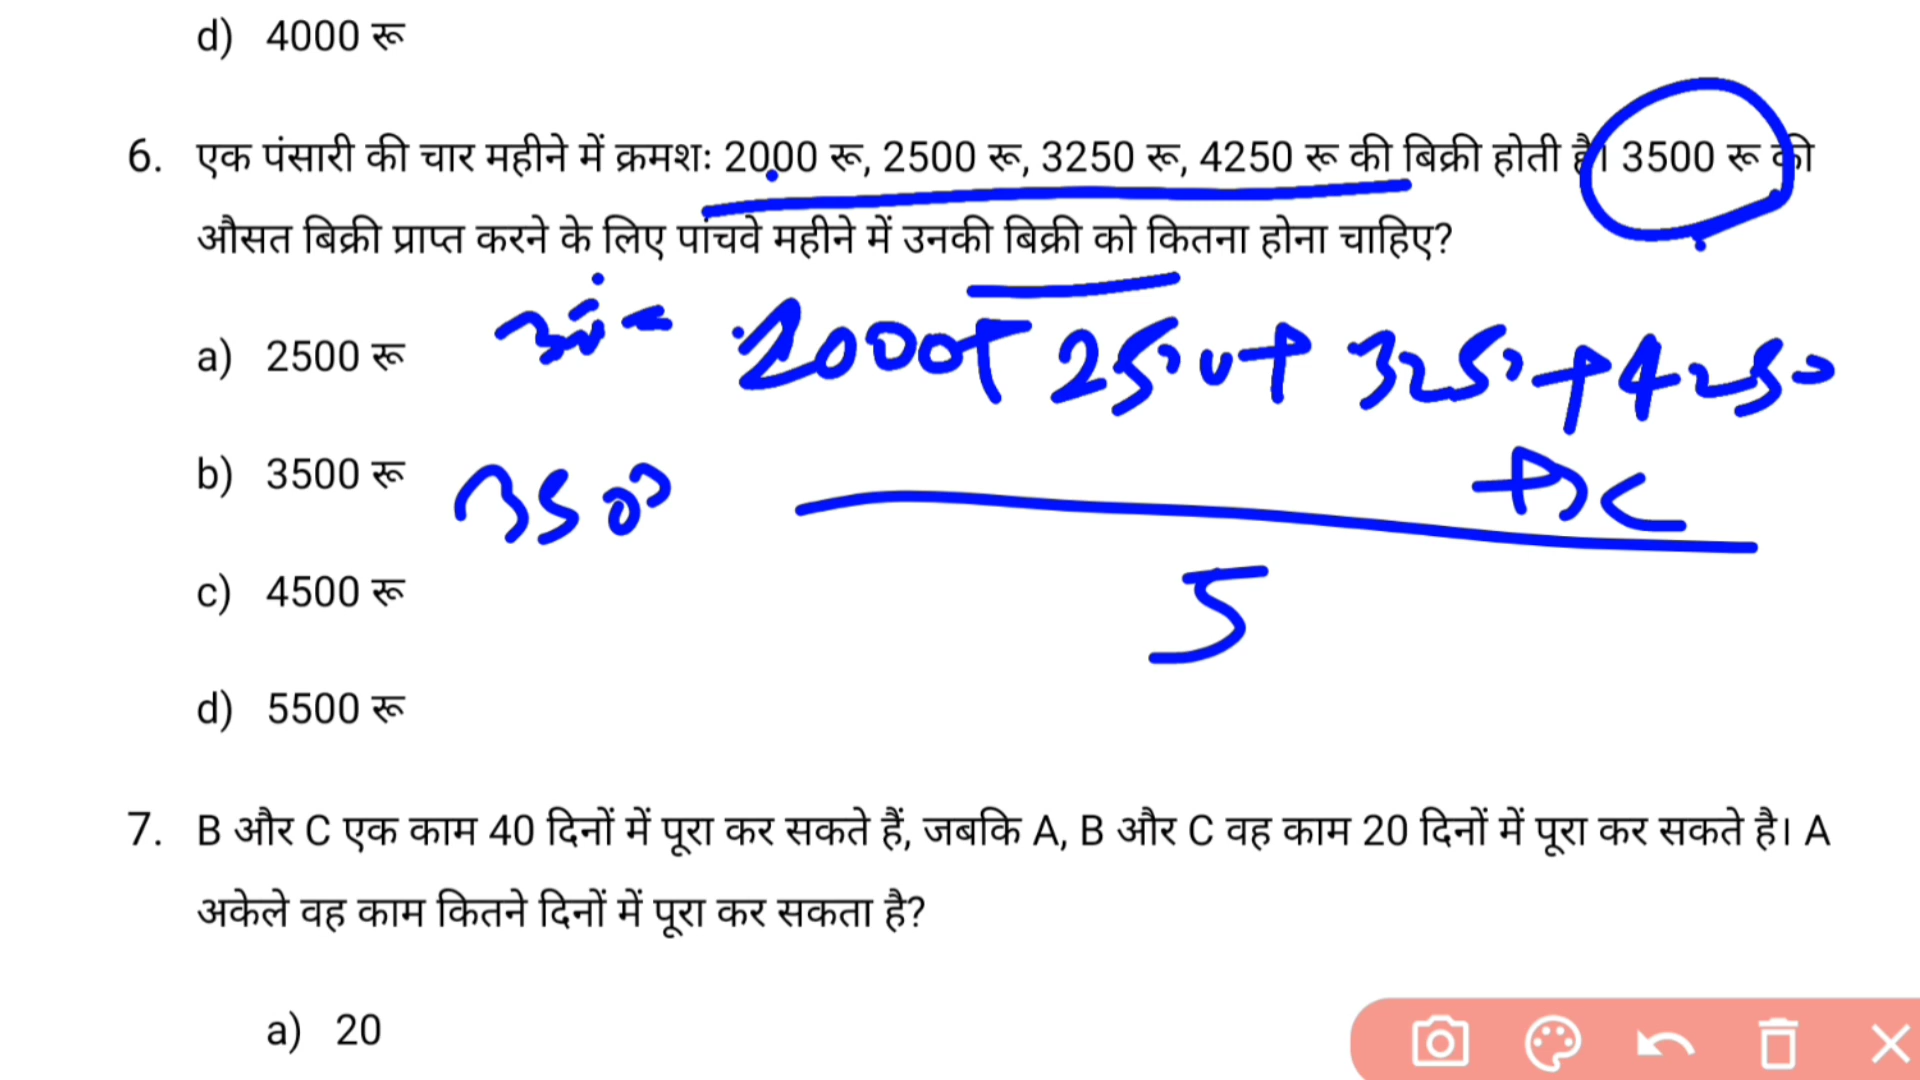 d) 4000 रू
6. एक पंसारी की चार महीने में क्रमशः 2000 रू, 2500 रू, 3250 रू, 4250 रू की बिक्री होती है। 3500 रू की
औसत बिक्री प्राप्त करने के लिए पांचवे महीने में उनकी बिक्री को कितना होना चाहिए?
2000+ 2500+ 3250+4250
a) 2500 रू
+x
b) 3500 रू
3500
5
c) 4500 रू
d) 5500 रू
7. B और C एक काम 40 दिनों में पूरा कर सकते हैं, जबकि A, B और C वह काम 20 दिनों में पूरा कर सकते है। A
अकेले वह काम कितने दिनों में पूरा कर सकता है?
a) 20